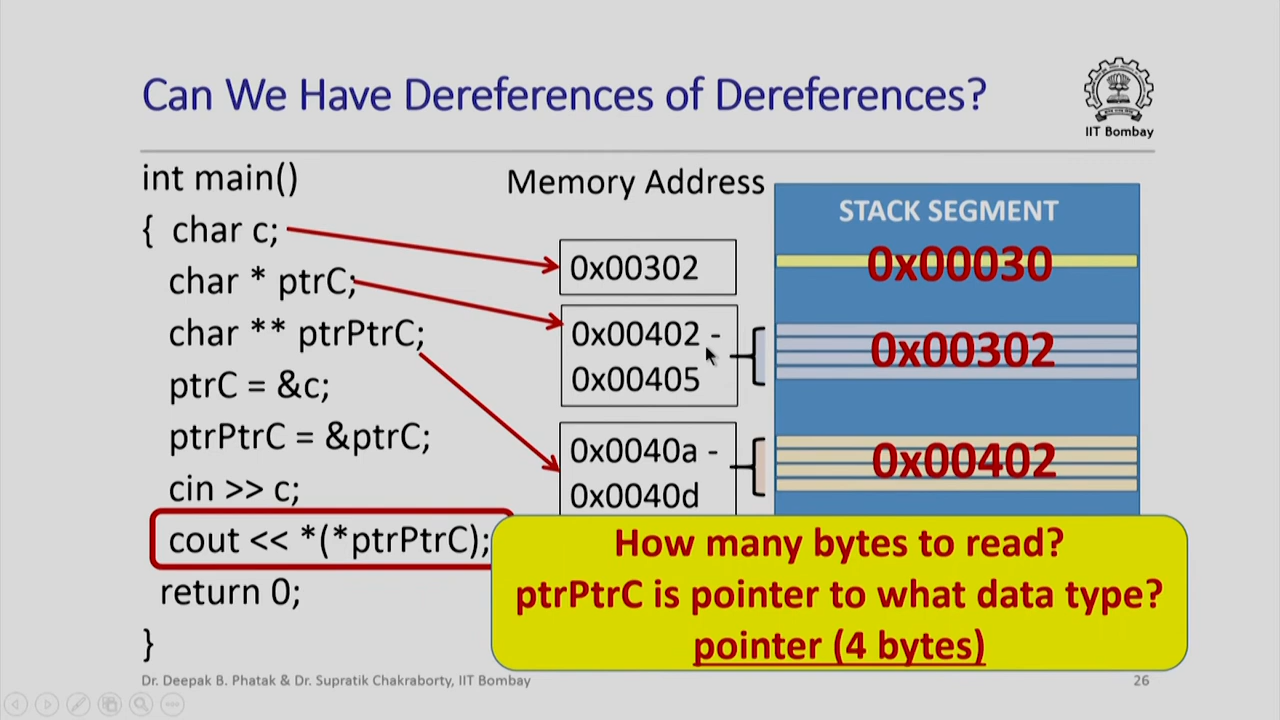 Can We Have Dereferences of Dereferences?
IIT Bombay
int main()
{ char c;
char * ptrC;
char ** ptrPtrC;
ptrC = &c;
ptrPtrC = &ptrC;
cin >> c;
cout << *(*ptrPtrC);
return 0;
}
Memory Address
0x00302
0x00402 -
0x00405
0x0040a -
0x0040d
STACK SEGMENT
0x00030
0x00302
0x00402
How many bytes to read?
ptrPtrC is pointer to what data type?
pointer (4 bytes)
Dr. Deepak B. Phatak & Dr. Supratik Chakraborty, IIT Bombay
26